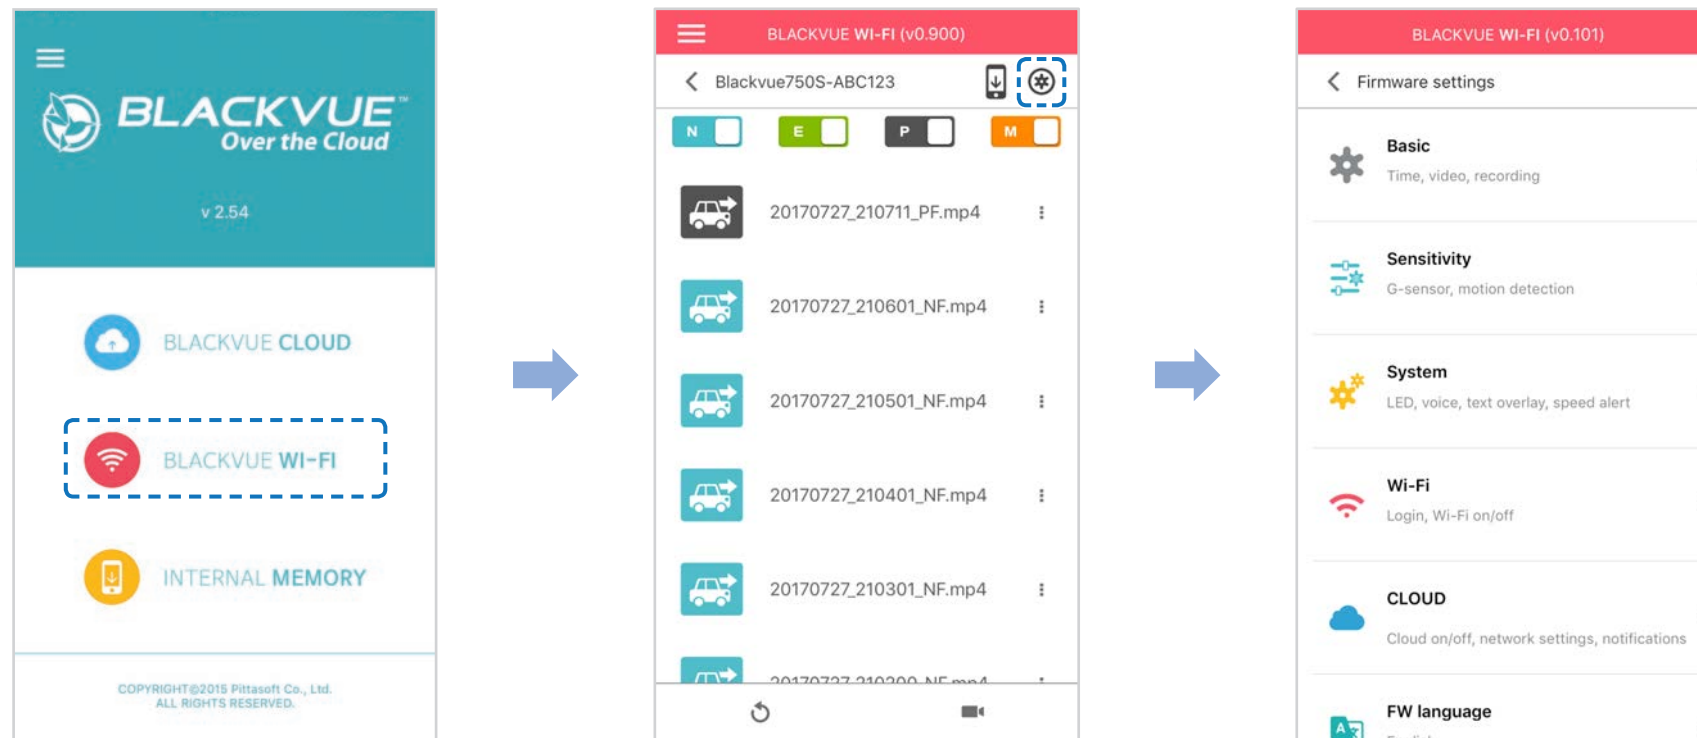 BLACKVUE™
Over the Cloud
v 2.54
BLACKVUE CLOUD
BLACKVUE WI-FI
INTERNAL MEMORY
COPYRIGHT©2015 Pittasoft Co., Ltd.
ALL RIGHTS RESERVED.
BLACKVUE WI-FI (v0.900)
Blackvue750S-ABC123
N E P M
20170727_210711_PF.mp4
20170727_210601_NF.mp4
20170727_210501_NF.mp4
20170727_210401_NF.mp4
20170727_210301_NF.mp4
BLACKVUE WI-FI (v0.101)
Firmware settings
Basic
Time, video, recording
Sensitivity
G-sensor, motion detection
System
LED, voice, text overlay, speed alert
Wi-Fi
Login, Wi-Fi on/off
CLOUD
Cloud on/off, network settings, notifications
FW language
A